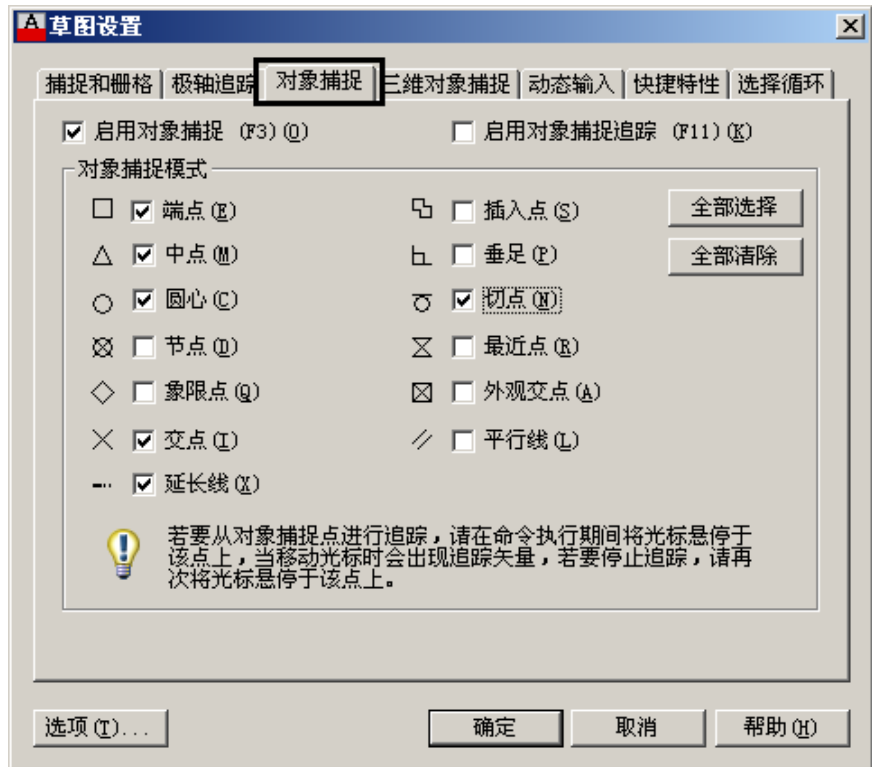 草图设置
捕捉和栅格 极轴追踪 对象捕捉 三维对象捕捉 动态输入 快捷特性 选择循环
启用对象捕捉 (F3)(O) 启用对象捕捉追踪 (F11)(K)
对象捕捉模式
端点(E) 插入点(S) 全部选择
中点(M) 垂足(P) 全部清除
圆心(C) 切点(N)
节点(D) 最近点(R)
象限点(Q) 外观交点(A)
交点(I) 平行线(L)
延长线(X)
若要从对象捕捉点进行追踪，请在命令执行期间将光标悬停于
该点上，当移动光标时会出现追踪矢量，若要停止追踪，请再
次将光标悬停于该点上。
选项(T)... 确定 取消 帮助(H)